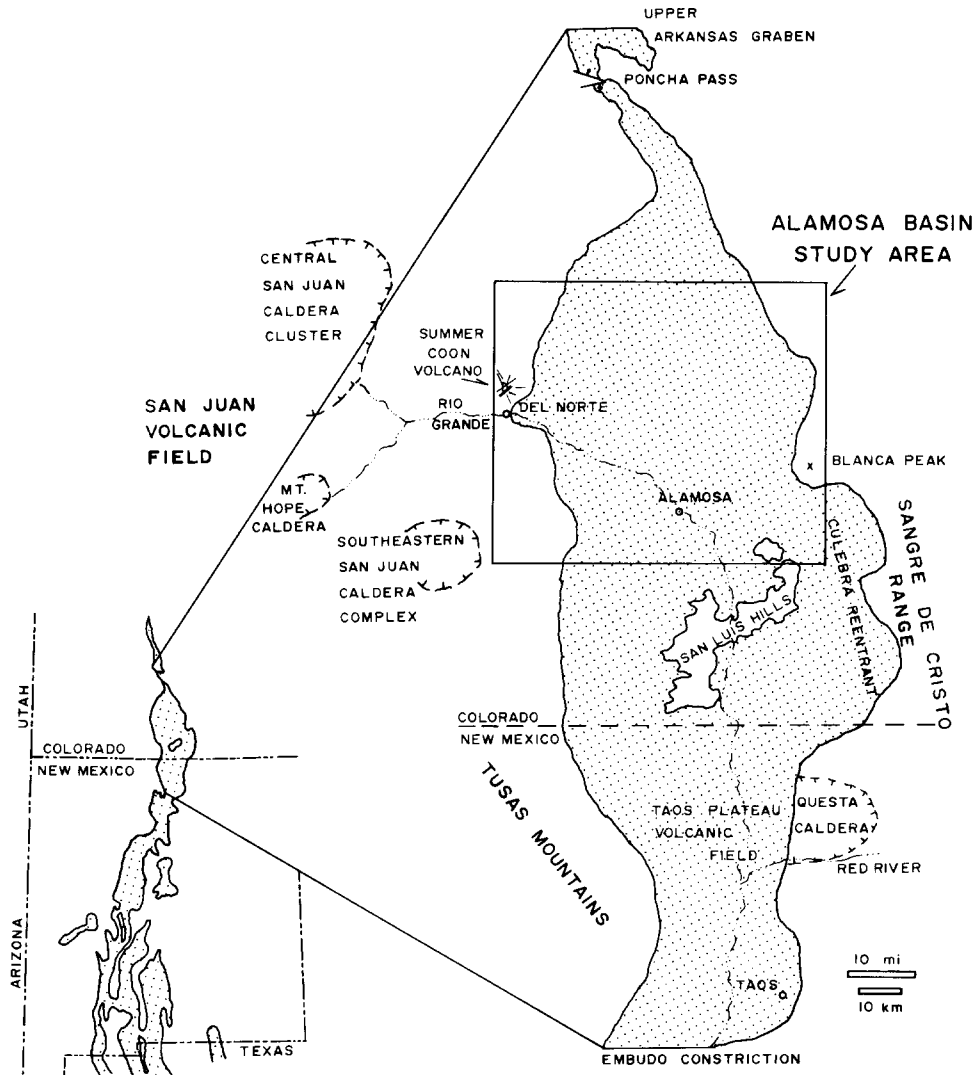 UPPER
ARKANSAS GRABEN
PONCHA PASS
ALAMOSA BASIN
STUDY AREA
CENTRAL
SAN JUAN
CALDERA
CLUSTER
SUMMER
COON
VOLCANO
SAN JUAN
VOLCANIC
FIELD
RIO
GRANDE
DEL NORTE
BLANCA PEAK
MT.
HOPE
CALDERA
ALAMOSA
SOUTHEASTERN
SAN JUAN
CALDERA
COMPLEX
SANGRE DE CRISTO
RANGE
CULEBRA REENTRANT
SAN LUIS HILLS
UTAH
COLORADO
NEW MEXICO
COLORADO
NEW MEXICO
TUSAS MOUNTAINS
TAOS PLATEAU
VOLCANIC
FIELD
QUESTA
CALDERA
RED RIVER
ARIZONA
10 mi
10 km
TAOS
TEXAS
EMBUDO CONSTRICTION